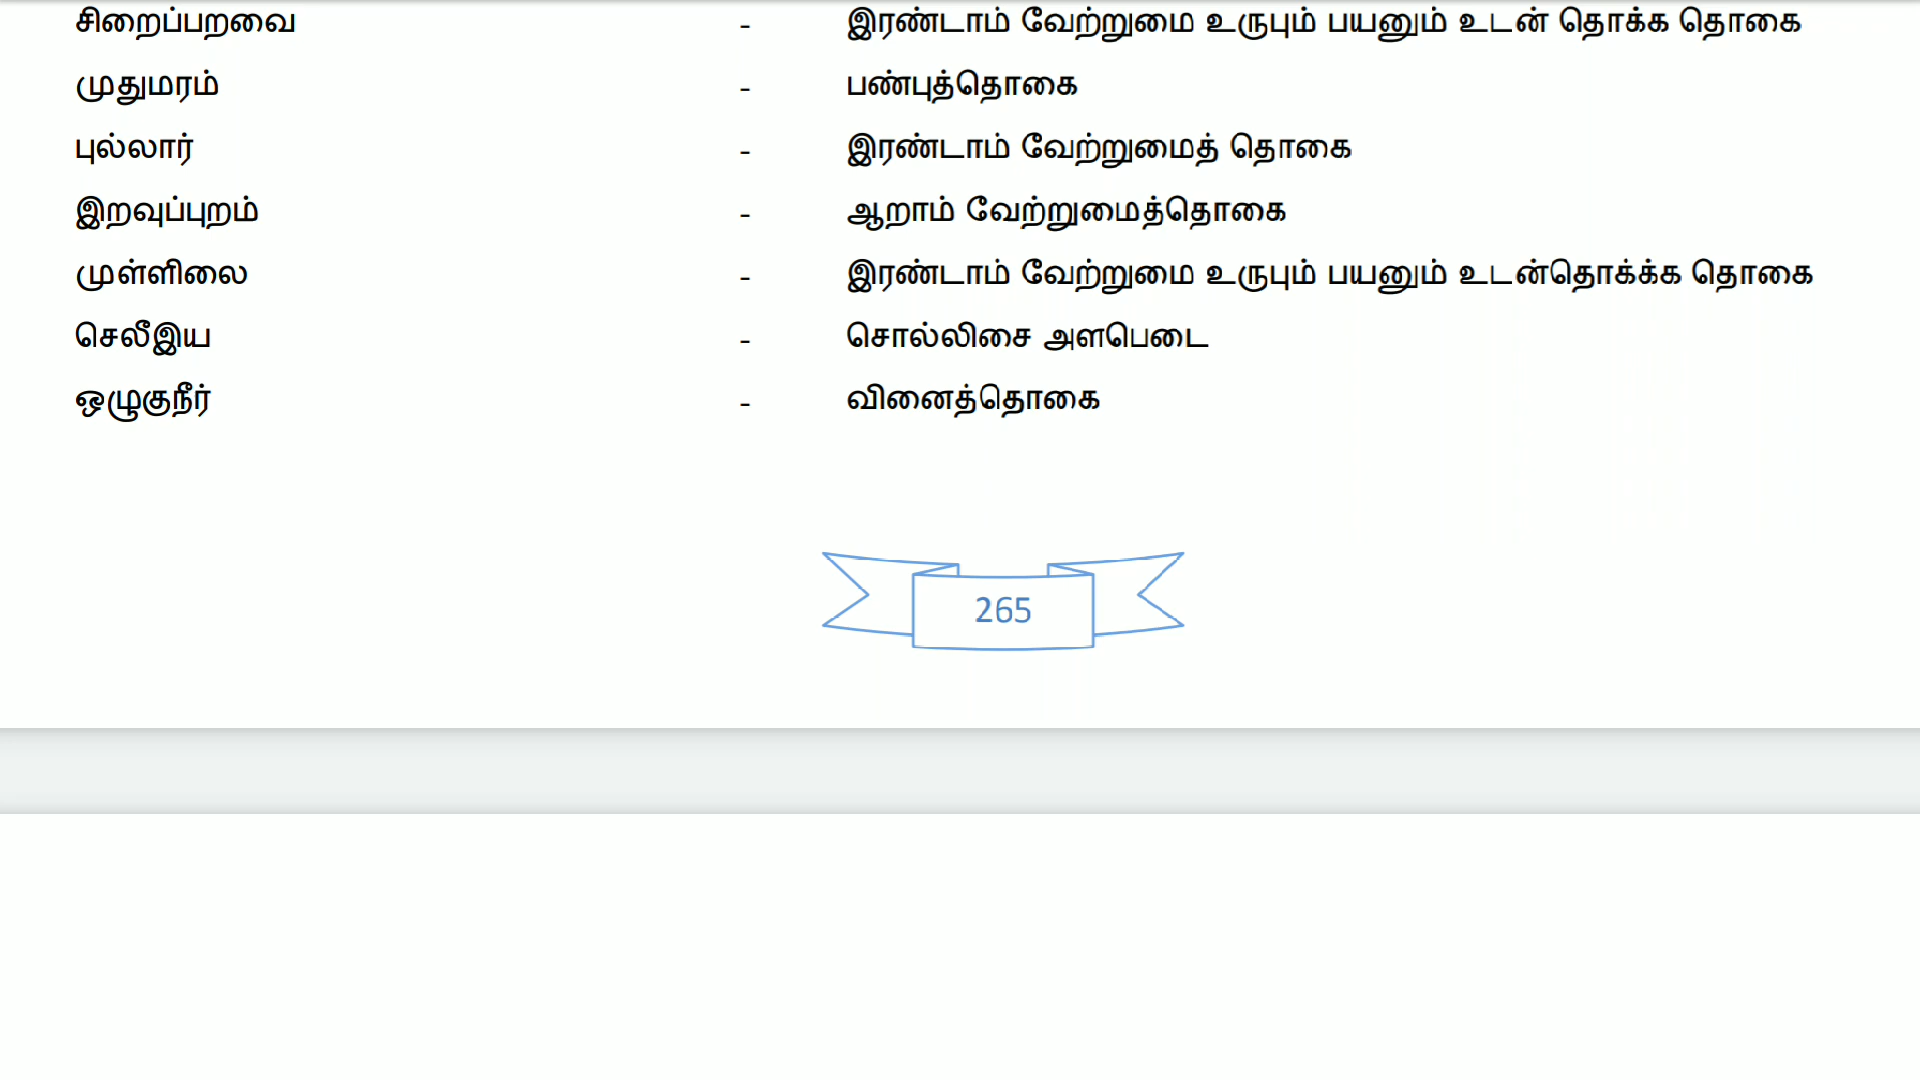 சிறைப்பறவை - இரண்டாம் வேற்றுமை உருபும் பயனும் உடன் தொக்க தொகை
முதுமரம் - பண்புத்தொகை
புல்லார் - இரண்டாம் வேற்றுமைத் தொகை
இறவுப்புறம் - ஆறாம் வேற்றுமைத்தொகை
முள்ளிலை - இரண்டாம் வேற்றுமை உருபும் பயனும் உடன்தொக்க்க தொகை
செலீஇய - சொல்லிசை அளபெடை
ஒழுகுநீர் - வினைத்தொகை
265